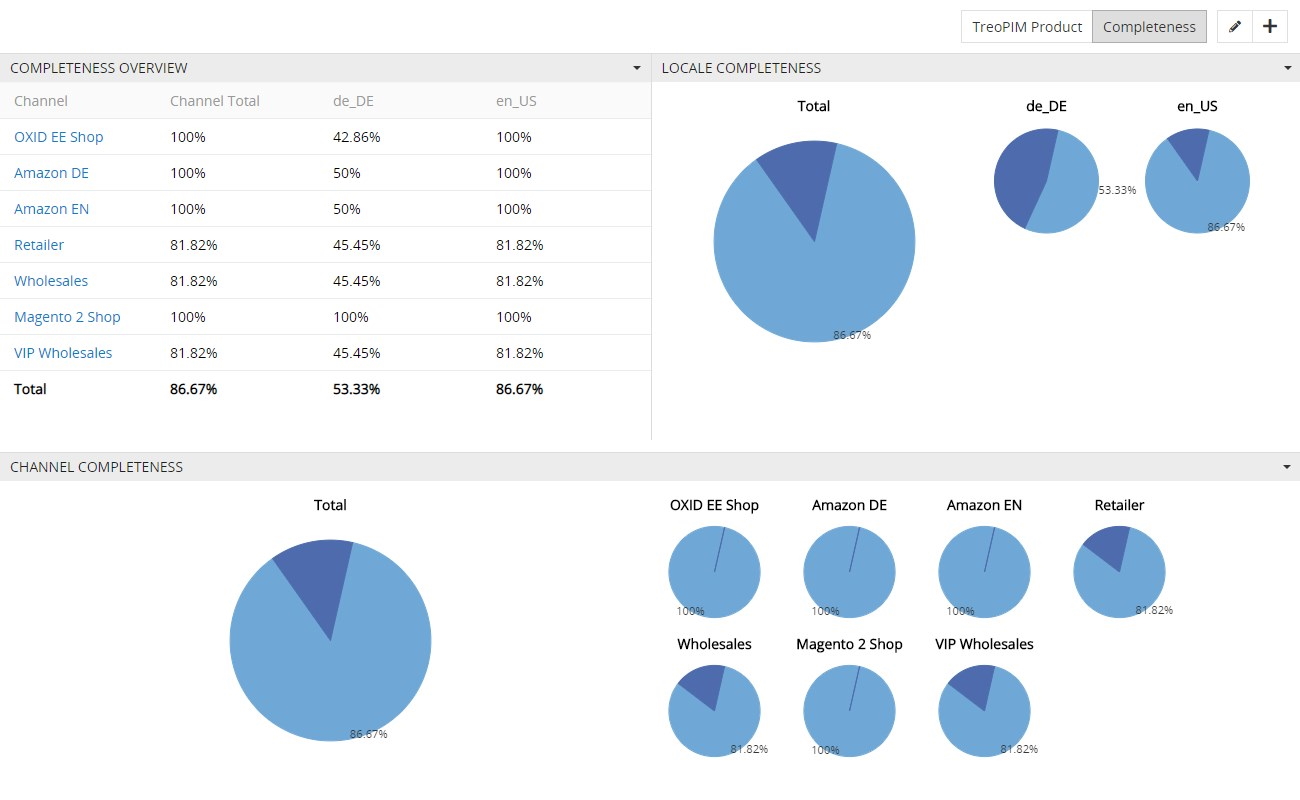 TreoPIM Product Completeness
COMPLETENESS OVERVIEW
Channel Channel Total de_DE en_US
OXID EE Shop 100% 42.86% 100%
Amazon DE 100% 50% 100%
Amazon EN 100% 50% 100%
Retailer 81.82% 45.45% 81.82%
Wholesales 81.82% 45.45% 81.82%
Magento 2 Shop 100% 100% 100%
VIP Wholesales 81.82% 45.45% 81.82%
Total 86.67% 53.33% 86.67%
LOCALE COMPLETENESS
Total de_DE en_US
53.33%
86.67%
86.67%
CHANNEL COMPLETENESS
Total
86.67%
OXID EE Shop Amazon DE Amazon EN Retailer
100% 100% 100% 81.82%
Wholesales Magento 2 Shop VIP Wholesales
81.82% 100% 81.82%